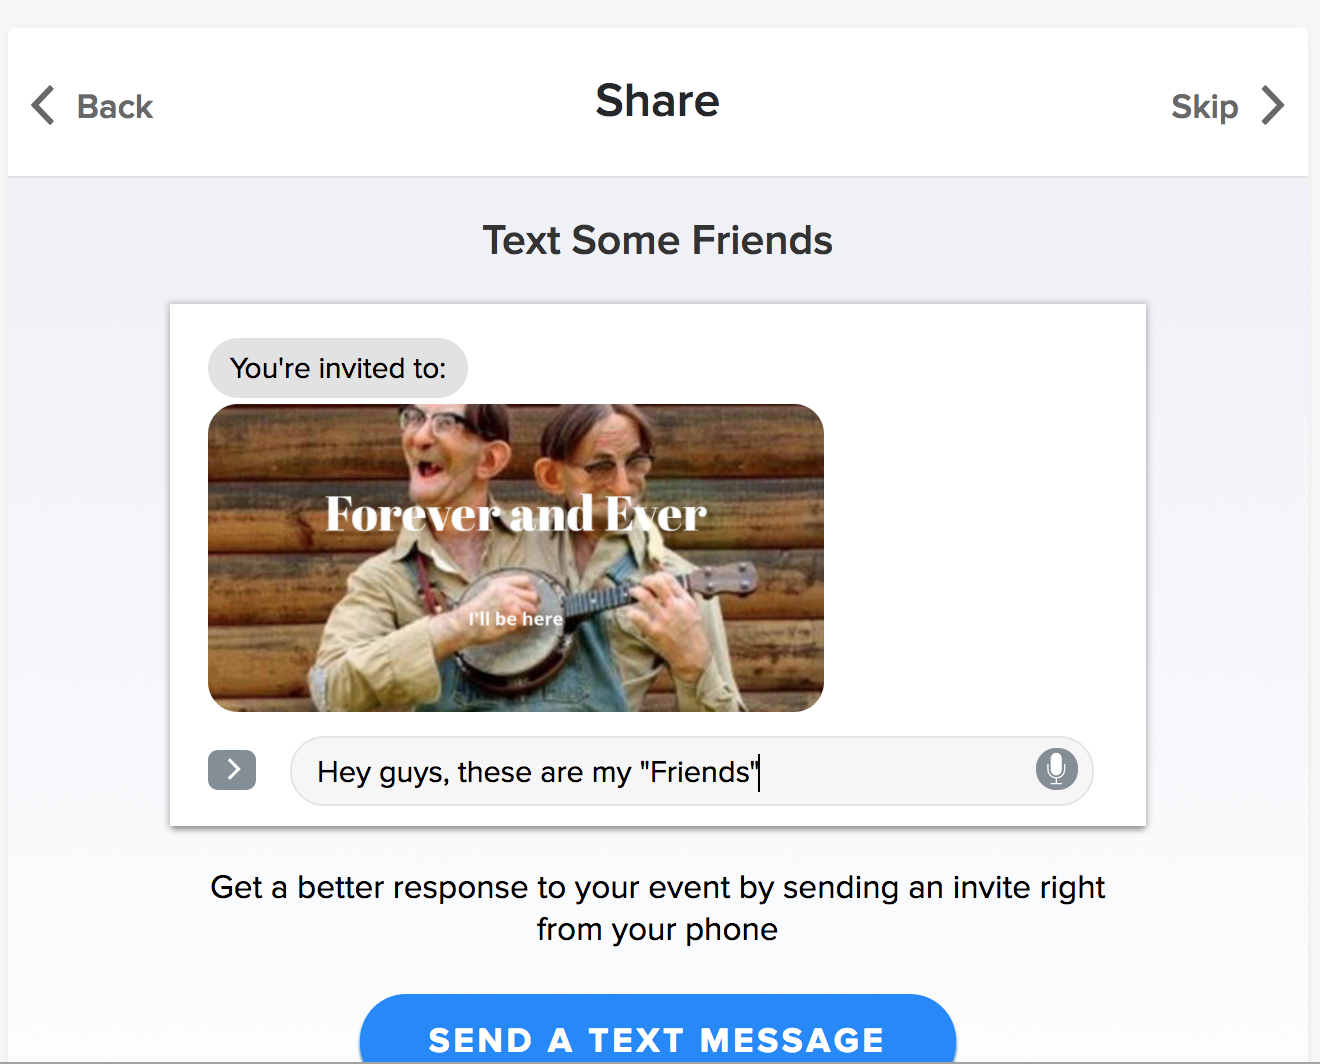 Back
Share
Skip
Text Some Friends
You're invited to:
Forever and Ever
I'll be here
Hey guys, these are my "Friends"
Get a better response to your event by sending an invite right
from your phone
SEND A TEXT MESSAGE